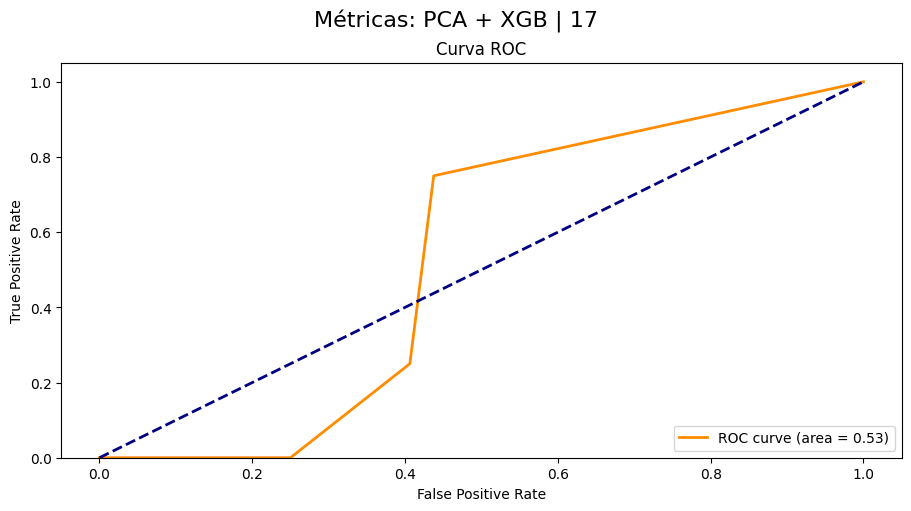 Métricas: PCA + XGB | 17
Curva ROC
True Positive Rate
1.0
0.8
0.6
0.4
0.2
0.0
0.0 0.2 0.4 0.6 0.8 1.0
False Positive Rate
ROC curve (area = 0.53)